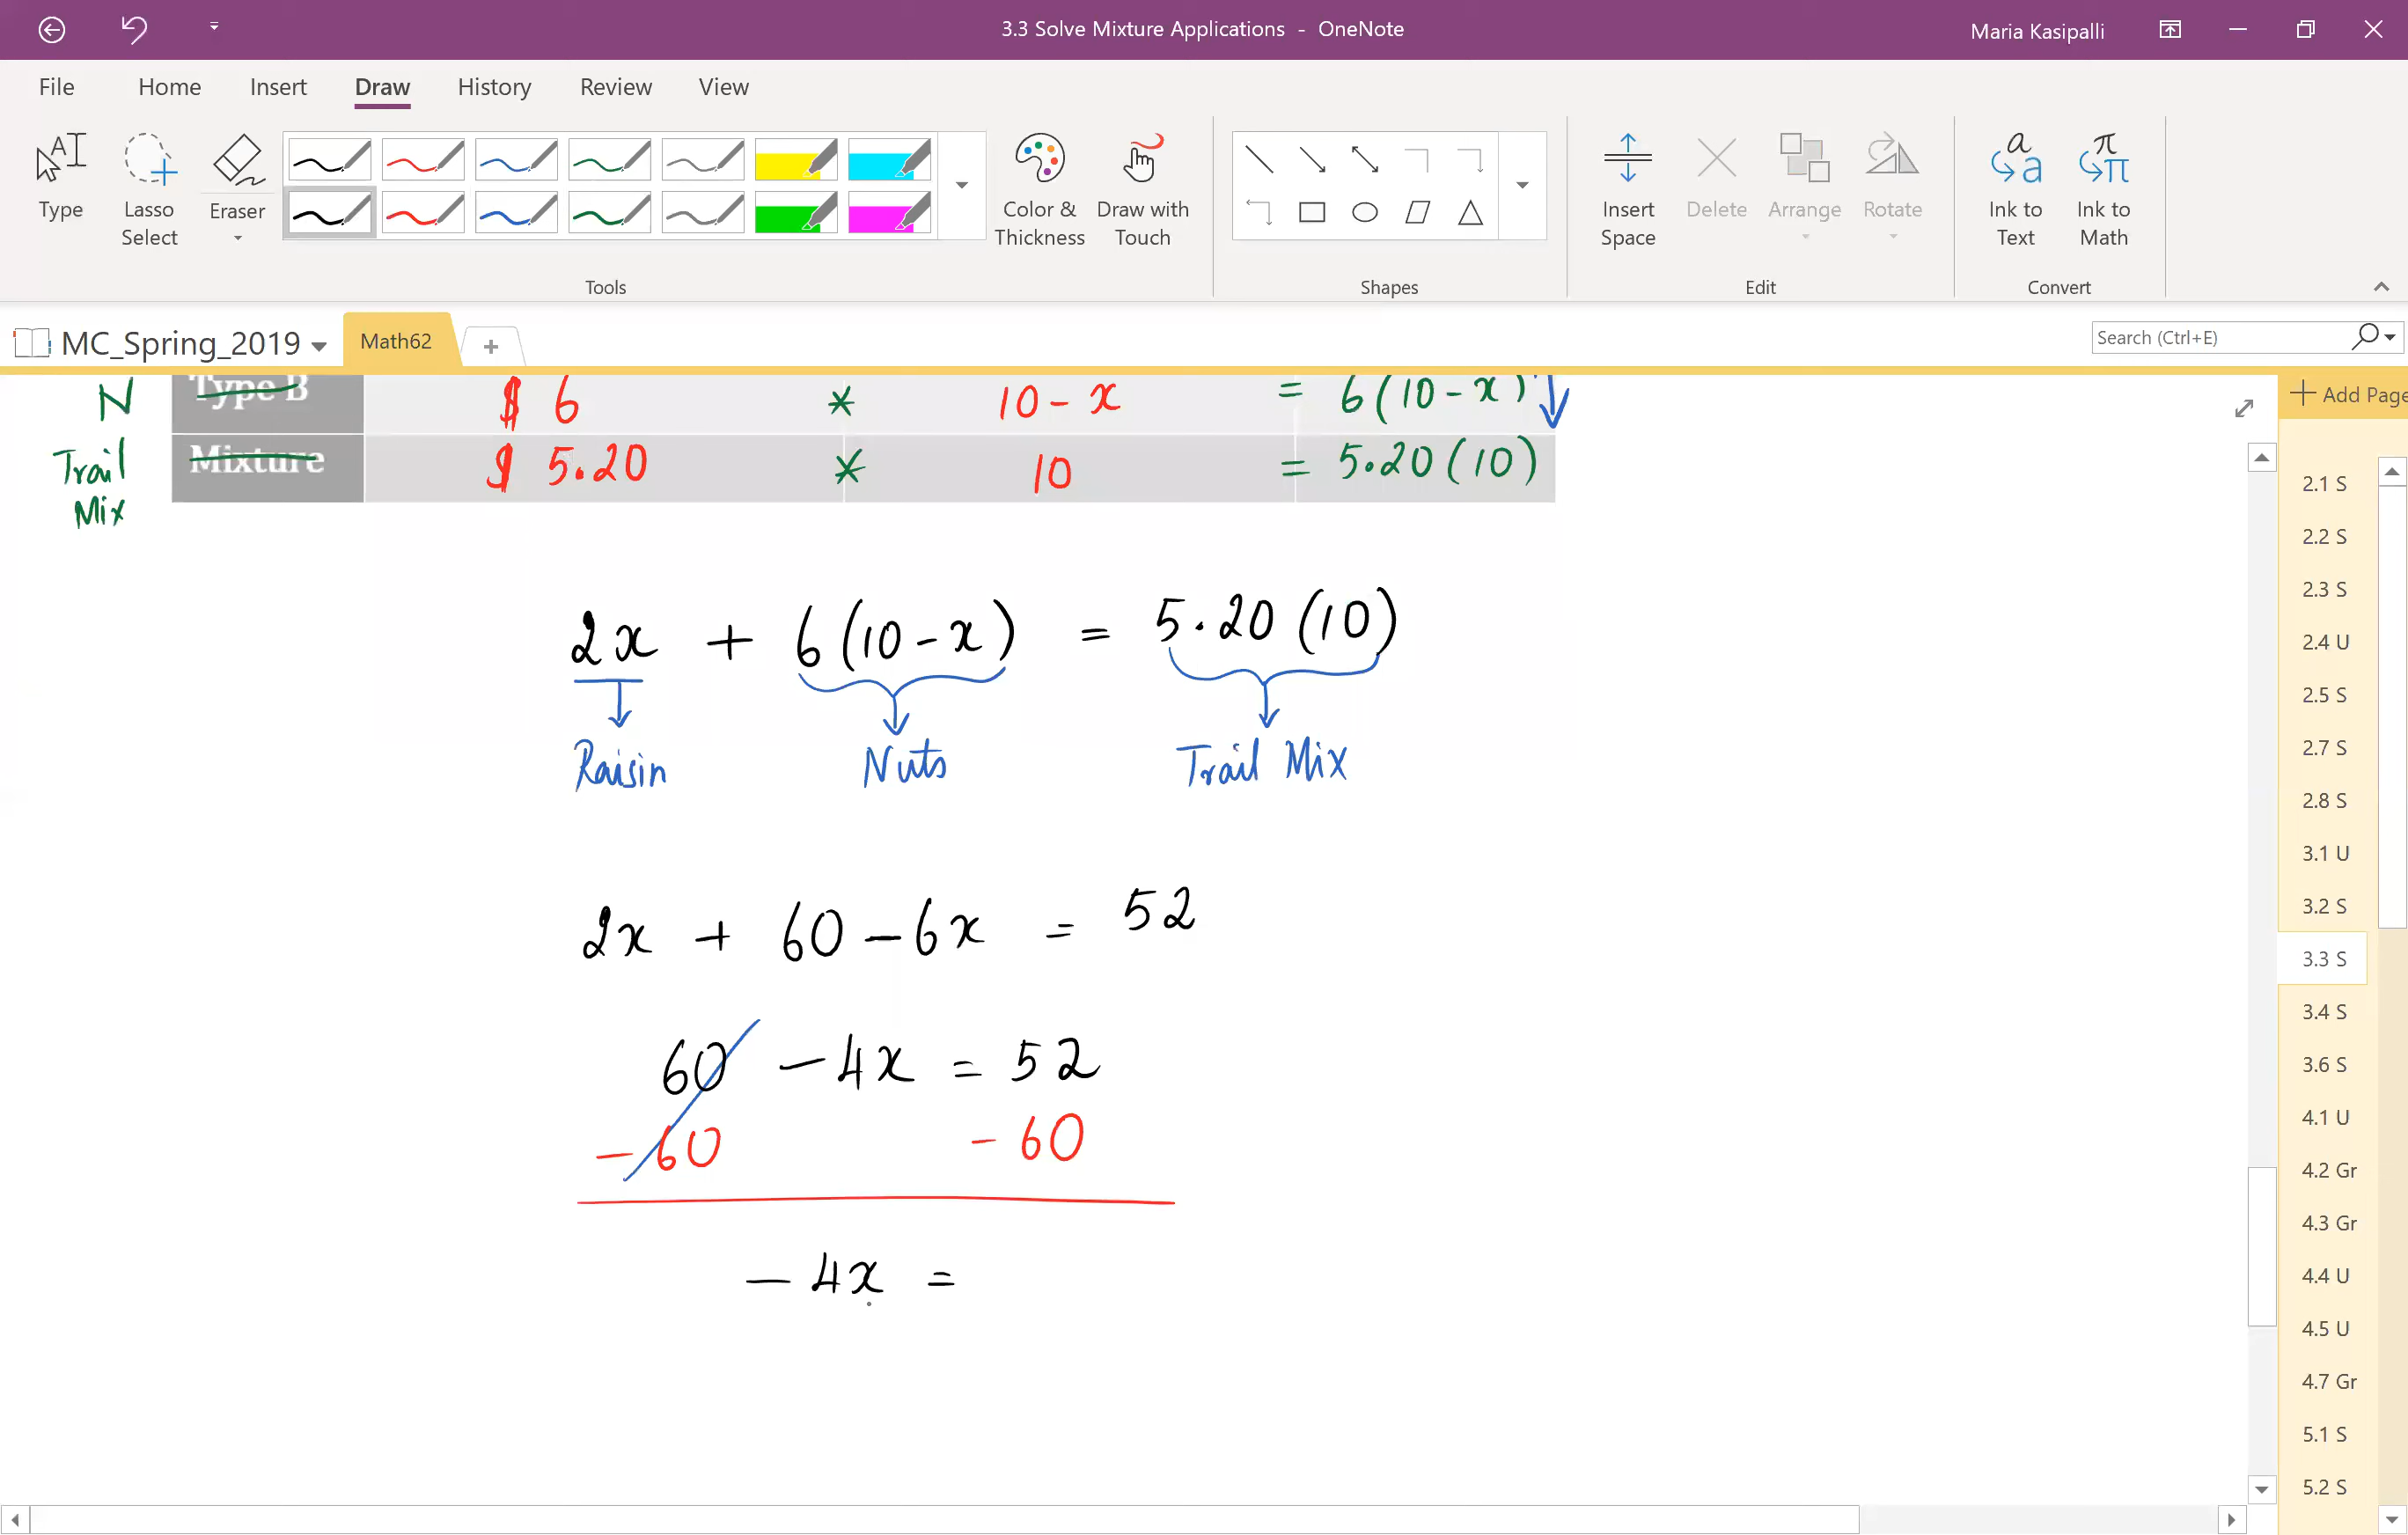 3.3 Solve Mixture Applications - OneNote
Maria Kasipalli
File Home Insert Draw History Review View
Type
Lasso Select
Eraser
Color & Thickness
Draw with Touch
Insert Space
Delete
Arrange
Rotate
Ink to Text
Ink to Math
Tools
Shapes
Edit
Convert
MC_Spring_2019
Math62
Search (Ctrl+E)
Add Page
N Type B $ 6 * 10 - x = 6(10 - x)
Trail Mix Mixture $ 5.20 * 10 = 5.20(10)
2x + 6(10 - x) = 5.20(10)
Raisin Nuts Trail Mix
2x + 60 - 6x = 52
60 - 4x = 52
- 60 - 60
- 4x =
2.1 S
2.2 S
2.3 S
2.4 U
2.5 S
2.7 S
2.8 S
3.1 U
3.2 S
3.3 S
3.4 S
3.6 S
4.1 U
4.2 Gr
4.3 Gr
4.4 U
4.5 U
4.7 Gr
5.1 S
5.2 S